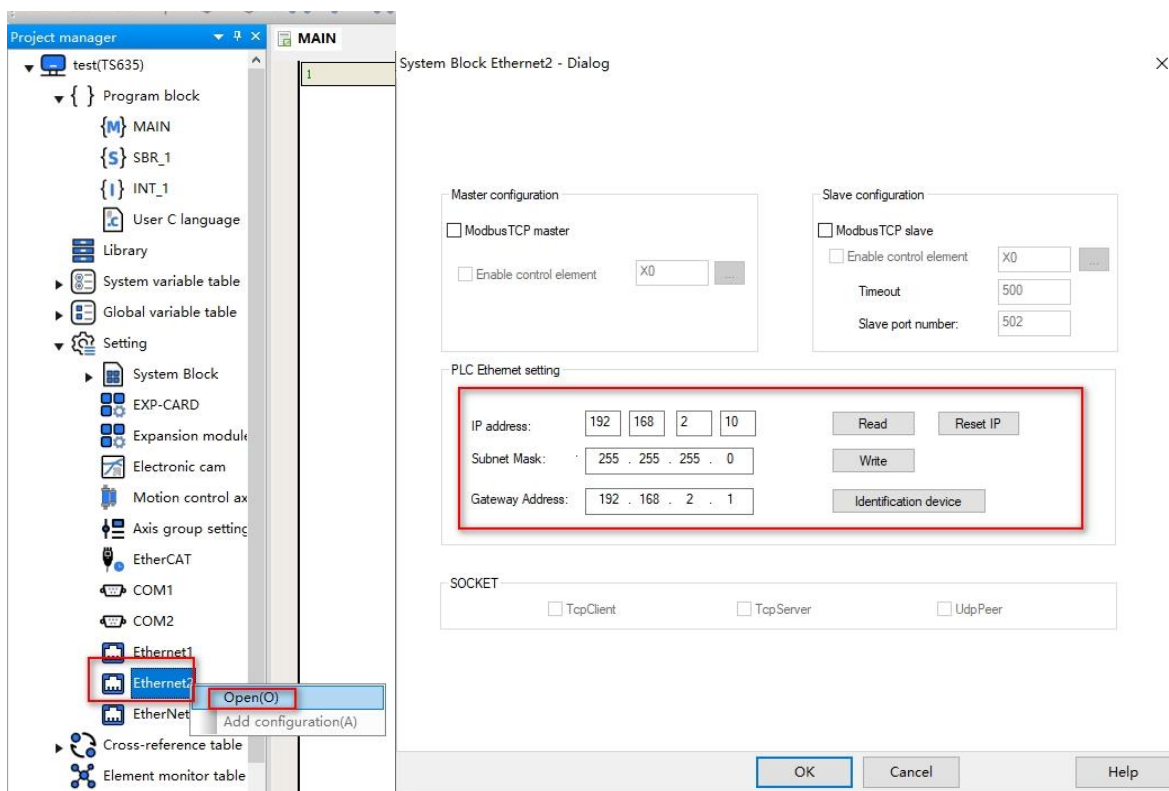 Project manager
test(TS635)
Program block
{M} MAIN
{S} SBR_1
{I} INT_1
.c User C language
Library
System variable table
Global variable table
Setting
System Block
EXP-CARD
Expansion module
Electronic cam
Motion control ax
Axis group setting
EtherCAT
COM1
COM2
Ethernet1
Ethernet2
EtherNet
Cross-reference table
Element monitor table
Open(O)
Add configuration(A)
MAIN
1
System Block Ethernet2 - Dialog
Master configuration
ModbusTCP master
Enable control element X0 ...
Slave configuration
ModbusTCP slave
Enable control element X0 ...
Timeout 500
Slave port number: 502
PLC Ethernet setting
IP address: 192 168 2 10 Read Reset IP
Subnet Mask: 255 . 255 . 255 . 0 Write
Gateway Address: 192 . 168 . 2 . 1 Identification device
SOCKET
TcpClient TcpServer UdpPeer
OK Cancel Help